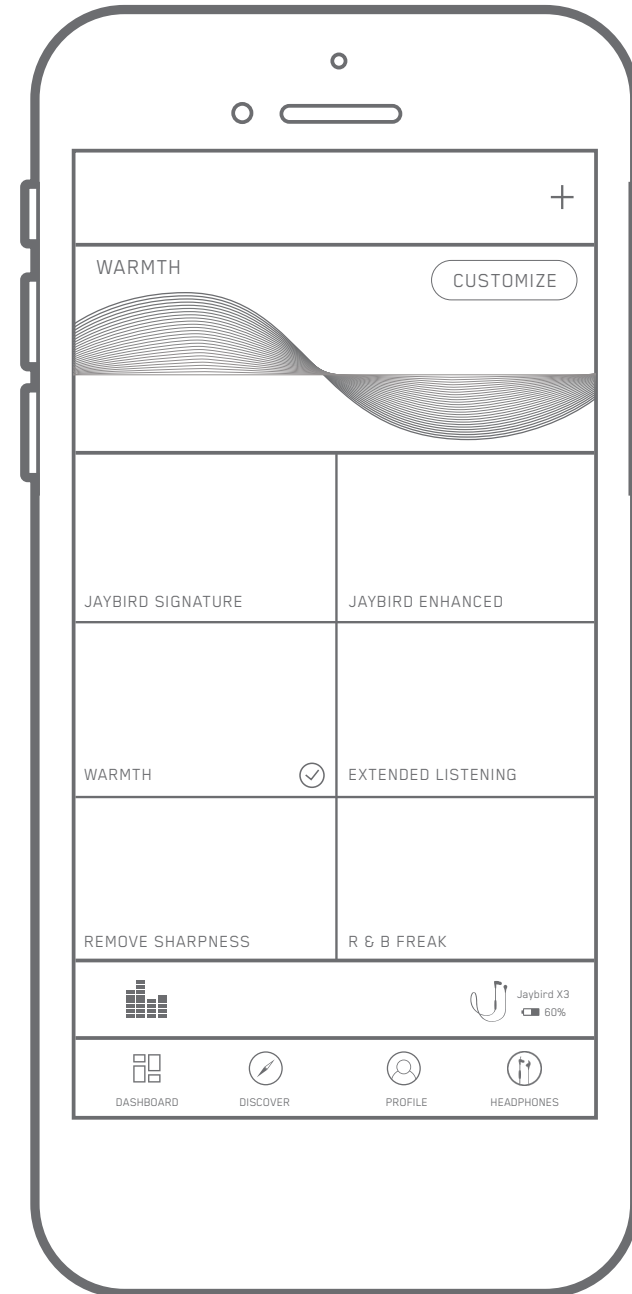 WARMTH
CUSTOMIZE
JAYBIRD SIGNATURE
JAYBIRD ENHANCED
WARMTH
EXTENDED LISTENING
REMOVE SHARPNESS
R & B FREAK
Jaybird X3
60%
DASHBOARD
DISCOVER
PROFILE
HEADPHONES